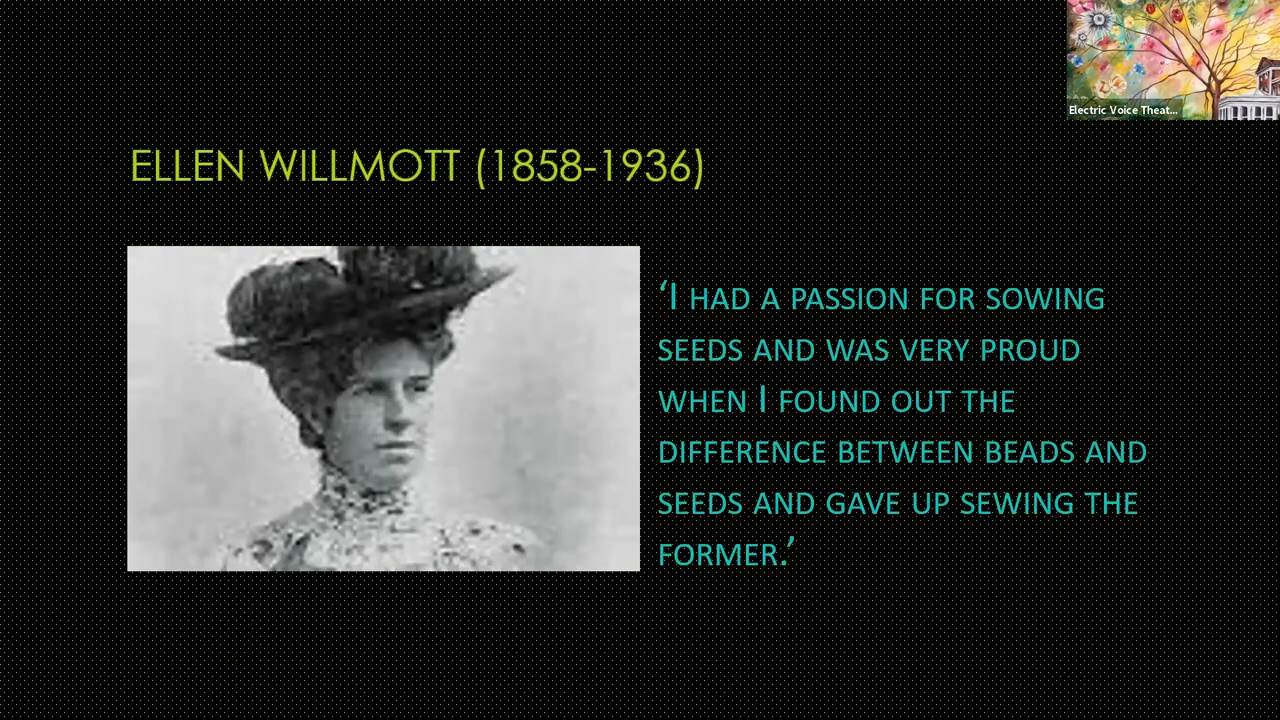 Electric Voice Theat...
ELLEN WILLMOTT (1858-1936)
‘I HAD A PASSION FOR SOWING
SEEDS AND WAS VERY PROUD
WHEN I FOUND OUT THE
DIFFERENCE BETWEEN BEADS AND
SEEDS AND GAVE UP SEWING THE
FORMER.’